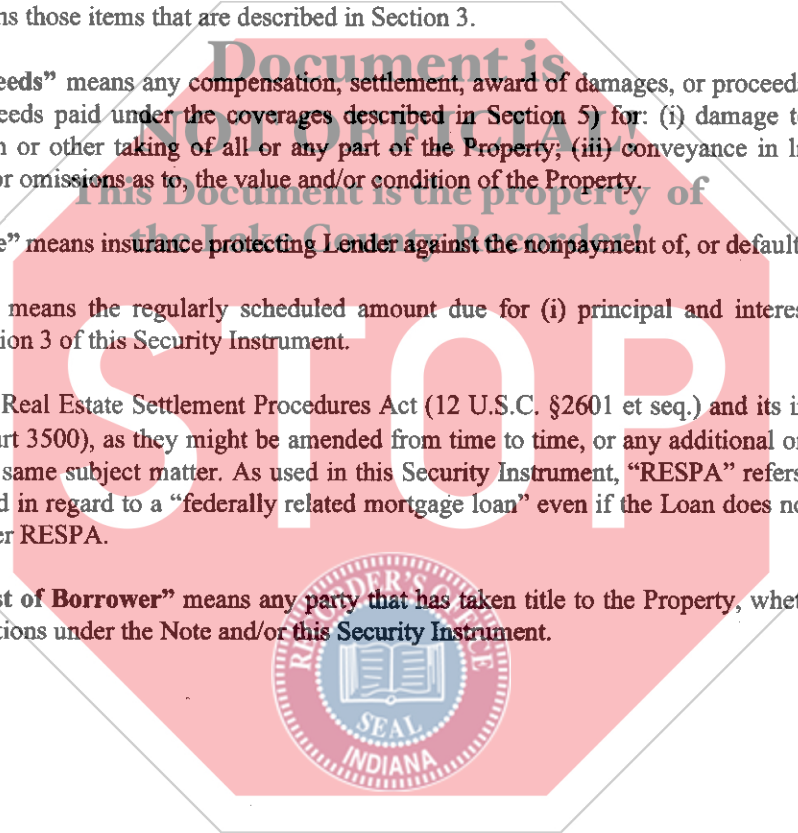 ns those items that are described in Section 3.
Document is
eeds” means any compensation, settlement, award of damages, or proceed
NOT OFFICIAL!
eeds paid under the coverages described in Section 5) for: (i) damage t
n or other taking of all or any part of the Property; (iii) conveyance in l
or omissions as to, the value and/or condition of the Property.
This Document is the property of
the Lake County Recorder!
e” means insurance protecting Lender against the nonpayment of, or default
means the regularly scheduled amount due for (i) principal and interes
ion 3 of this Security Instrument.
STOP
Real Estate Settlement Procedures Act (12 U.S.C. §2601 et seq.) and its i
art 3500), as they might be amended from time to time, or any additional o
same subject matter. As used in this Security Instrument, “RESPA” refers
d in regard to a “federally related mortgage loan” even if the Loan does no
er RESPA.
st of Borrower” means any party that has taken title to the Property, whet
tions under the Note and/or this Security Instrument.
RECORDER'S OFFICE
SEAL
INDIANA